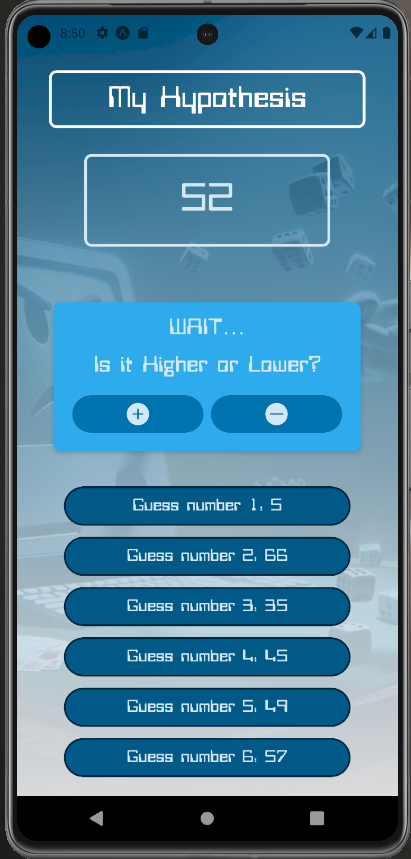 8:50
My Hypothesis
52
WAIT...
Is it Higher or Lower?
Guess number 1: 5
Guess number 2: 66
Guess number 3: 35
Guess number 4: 45
Guess number 5: 49
Guess number 6: 57